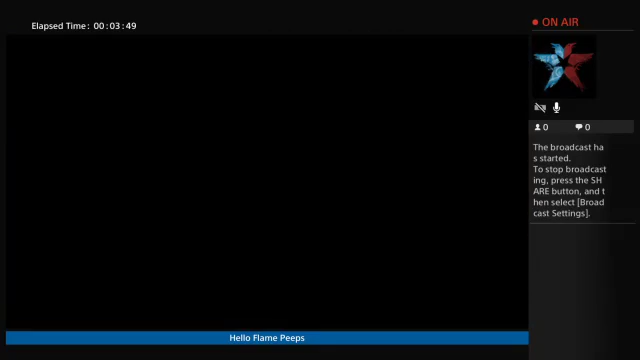 Elapsed Time: 00:03:49
ON AIR
0 0
The broadcast ha
s started.
To stop broadcast
ing, press the SH
ARE button, and t
hen select [Broad
cast Settings].
Hello Flame Peeps